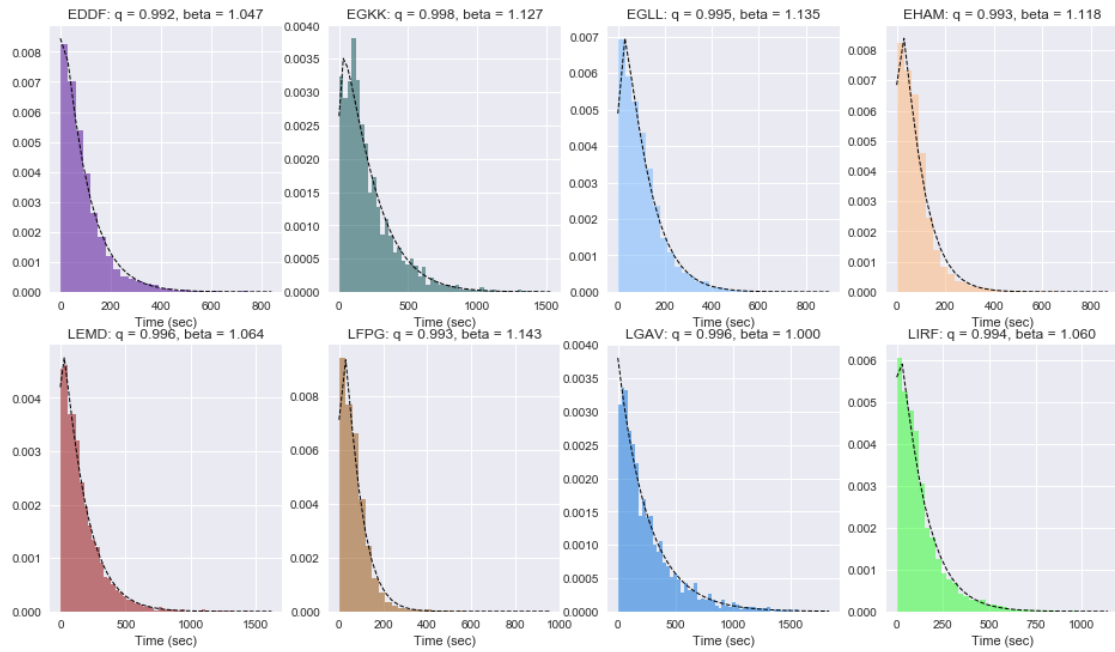 EDDF: q = 0.992, beta = 1.047
0.008
0.007
0.006
0.005
0.004
0.003
0.002
0.001
0.000
0 200 400 600 800
Time (sec)
EGKK: q = 0.998, beta = 1.127
0.0040
0.0035
0.0030
0.0025
0.0020
0.0015
0.0010
0.0005
0.0000
0 500 1000 1500
Time (sec)
EGLL: q = 0.995, beta = 1.135
0.007
0.006
0.005
0.004
0.003
0.002
0.001
0.000
0 200 400 600 800
Time (sec)
EHAM: q = 0.993, beta = 1.118
0.008
0.007
0.006
0.005
0.004
0.003
0.002
0.001
0.000
0 200 400 600 800
Time (sec)
LEMD: q = 0.996, beta = 1.064
0.004
0.003
0.002
0.001
0.000
0 500 1000 1500
Time (sec)
LFPG: q = 0.993, beta = 1.143
0.008
0.006
0.004
0.002
0.000
0 200 400 600 800 1000
Time (sec)
LGAV: q = 0.996, beta = 1.000
0.0040
0.0035
0.0030
0.0025
0.0020
0.0015
0.0010
0.0005
0.0000
0 500 1000 1500
Time (sec)
LIRF: q = 0.994, beta = 1.060
0.006
0.005
0.004
0.003
0.002
0.001
0.000
0 250 500 750 1000
Time (sec)